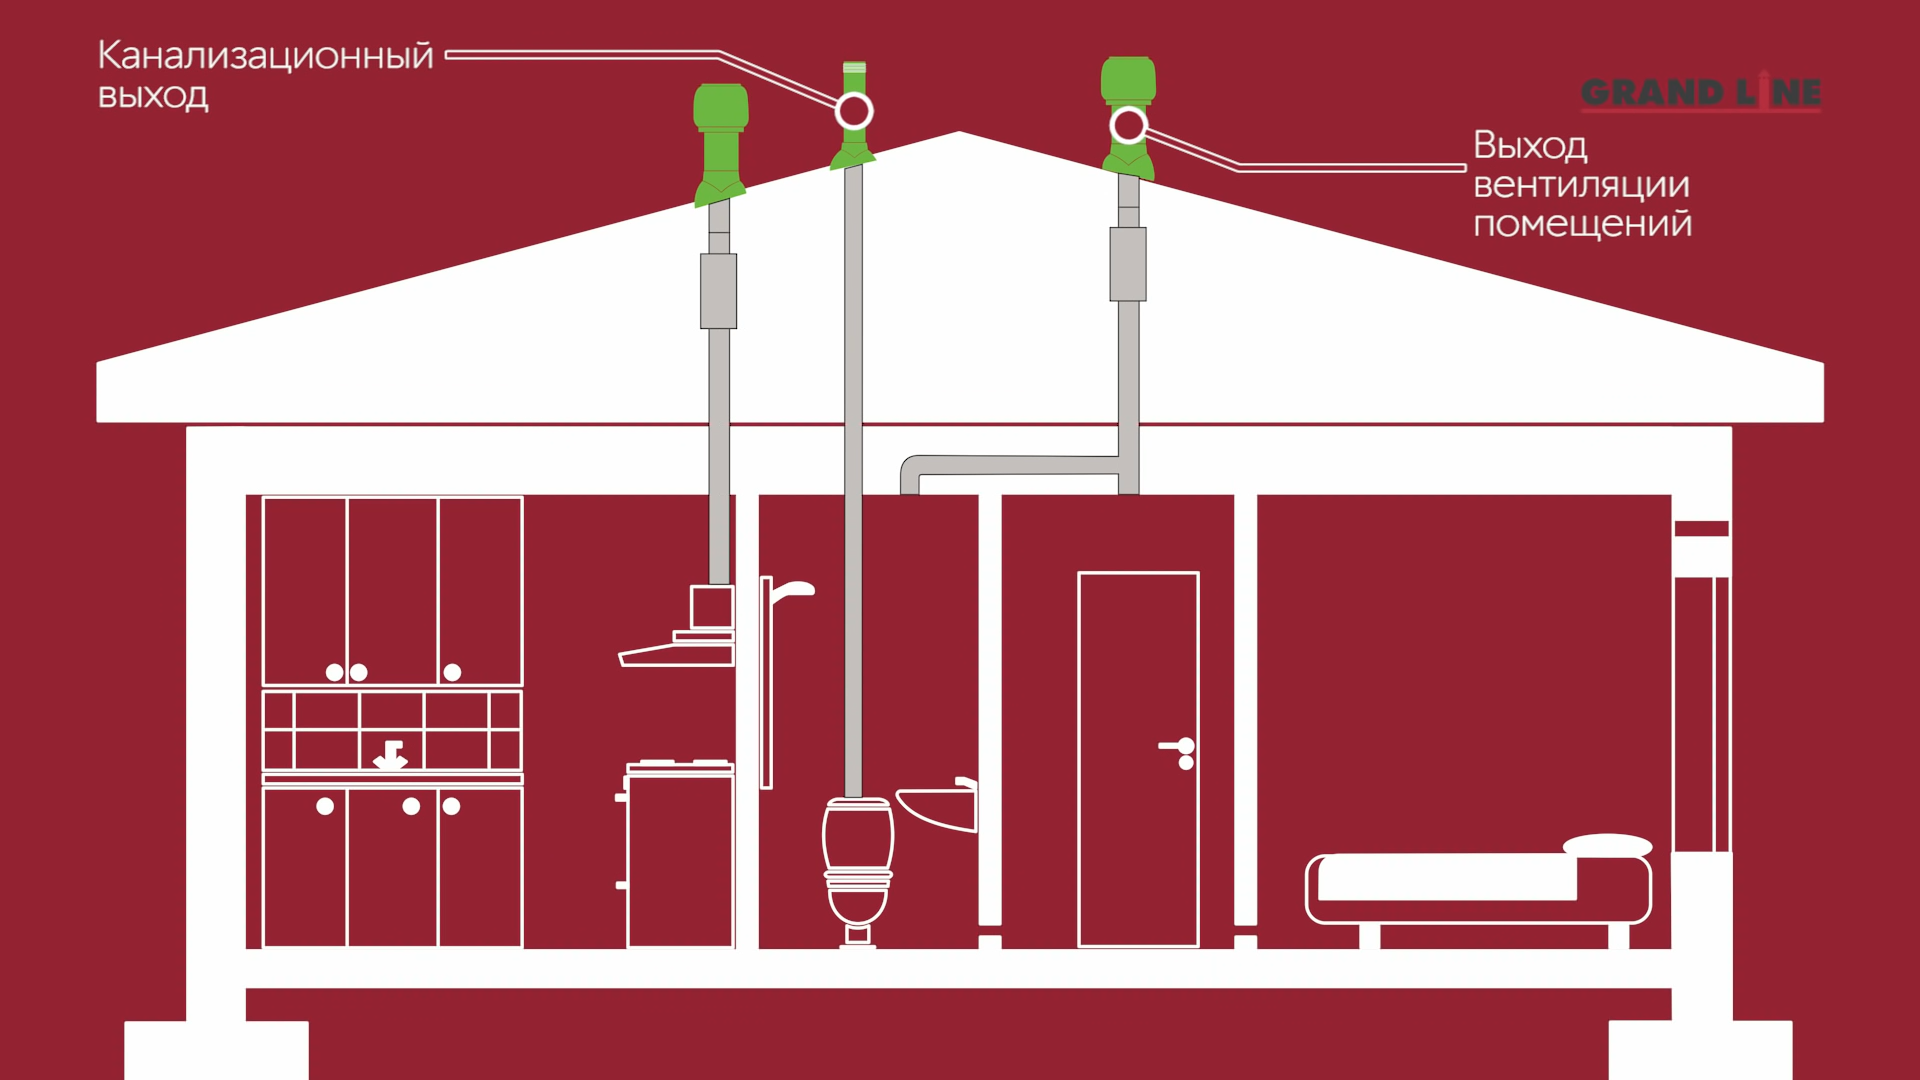 Канализационный
выход
GRAND LINE
Выход
вентиляции
помещений